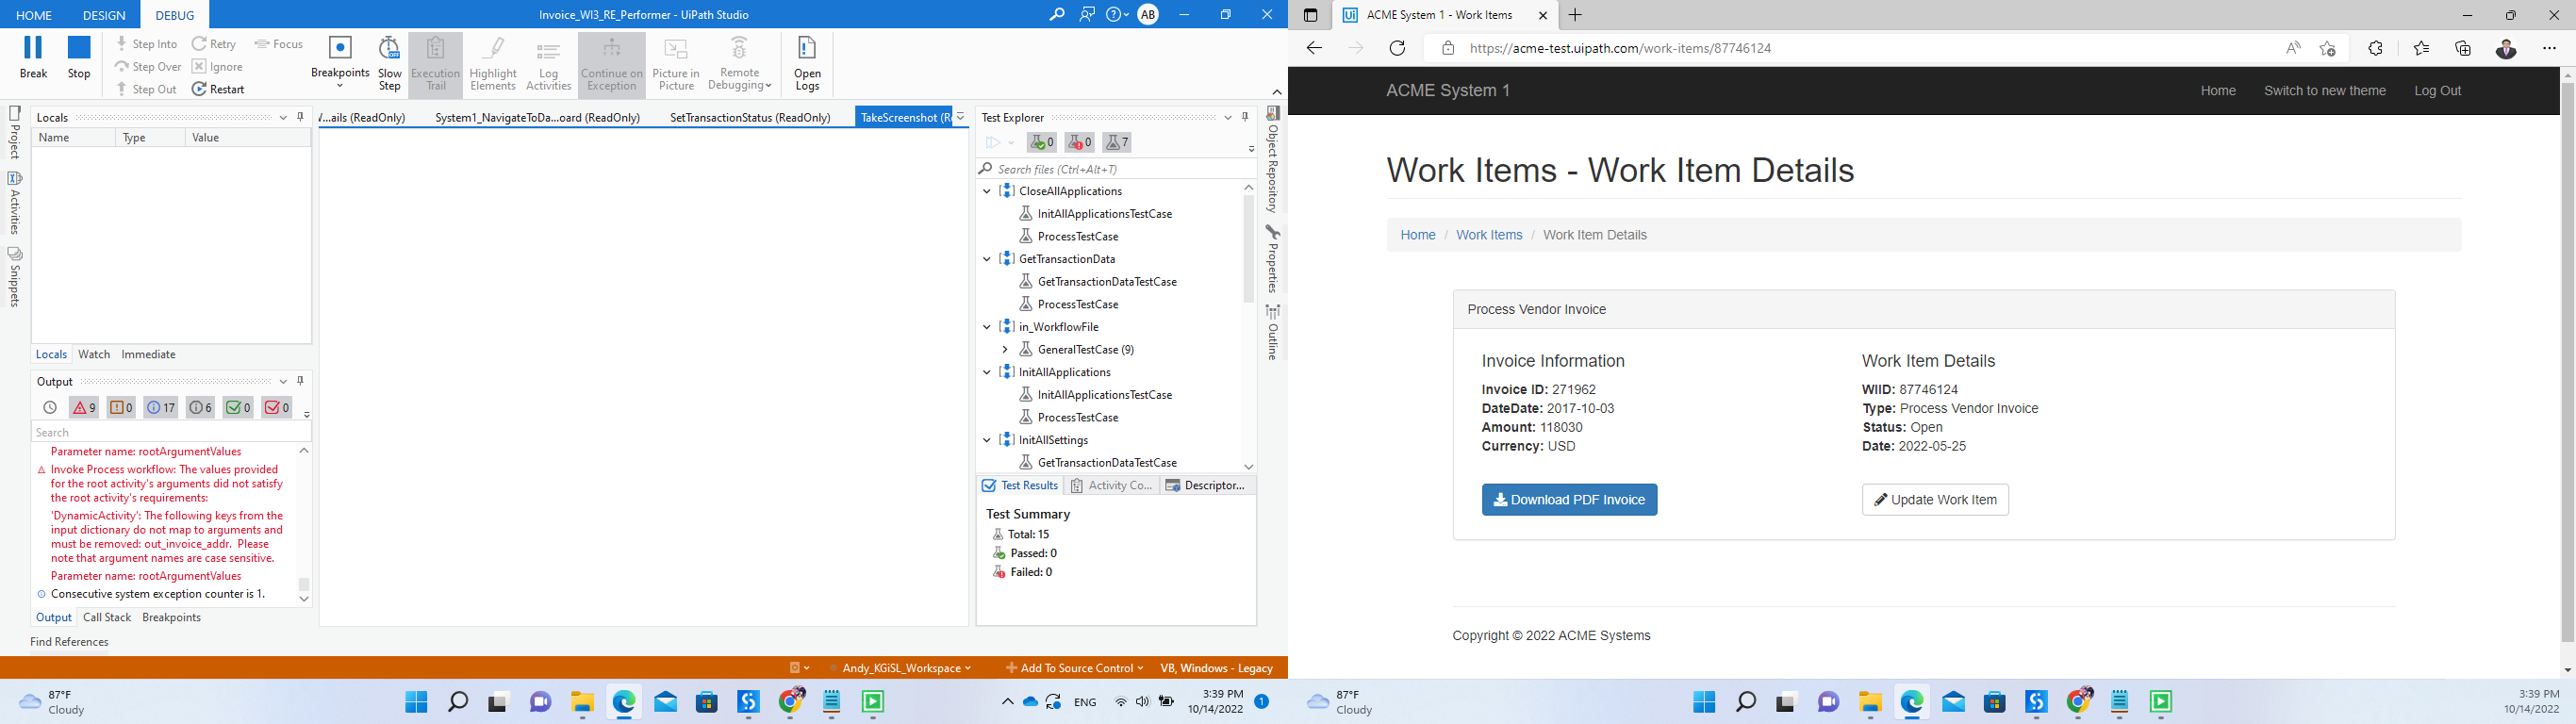 HOME
DESIGN
DEBUG
Invoice_WI3_RE_Performer - UiPath Studio
AB
Break
Stop
Step Into
Step Over
Step Out
Retry
Ignore
Restart
Focus
Breakpoints
Slow
Step
Execution
Trail
Highlight
Elements
Log
Activities
Continue on
Exception
Picture in
Picture
Remote
Debugging
Open
Logs
Project
Activities
Snippets
Locals
Name
Type
Value
Locals
Watch
Immediate
Output
9
0
17
6
0
0
Search
Parameter name: rootArgumentValues
Invoke Process workflow: The values provided
for the root activity's arguments did not satisfy
the root activity's requirements:
'DynamicActivity': The following keys from the
input dictionary do not map to arguments and
must be removed: out_invoice_addr. Please
note that argument names are case sensitive.
Parameter name: rootArgumentValues
Consecutive system exception counter is 1.
Output
Call Stack
Breakpoints
Find References
...ails (ReadOnly)
System1_NavigateToDa...oard (ReadOnly)
SetTransactionStatus (ReadOnly)
TakeScreenshot (Re
Test Explorer
0
0
7
Search files (Ctrl+Alt+T)
CloseAllApplications
InitAllApplicationsTestCase
ProcessTestCase
GetTransactionData
GetTransactionDataTestCase
ProcessTestCase
in_WorkflowFile
GeneralTestCase (9)
InitAllApplications
InitAllApplicationsTestCase
ProcessTestCase
InitAllSettings
GetTransactionDataTestCase
Test Results
Activity Co...
Descriptor...
Test Summary
Total: 15
Passed: 0
Failed: 0
Object Repository
Properties
Outline
Andy_KGiSL_Workspace
Add To Source Control
VB, Windows - Legacy
87°F
Cloudy
ENG
3:39 PM
10/14/2022
1
Ui
ACME System 1 - Work Items
https://acme-test.uipath.com/work-items/87746124
ACME System 1
Home
Switch to new theme
Log Out
Work Items - Work Item Details
Home / Work Items / Work Item Details
Process Vendor Invoice
Invoice Information
Invoice ID: 271962
DateDate: 2017-10-03
Amount: 118030
Currency: USD
Download PDF Invoice
Work Item Details
WIID: 87746124
Type: Process Vendor Invoice
Status: Open
Date: 2022-05-25
Update Work Item
Copyright © 2022 ACME Systems
87°F
Cloudy
3:39 PM
10/14/2022